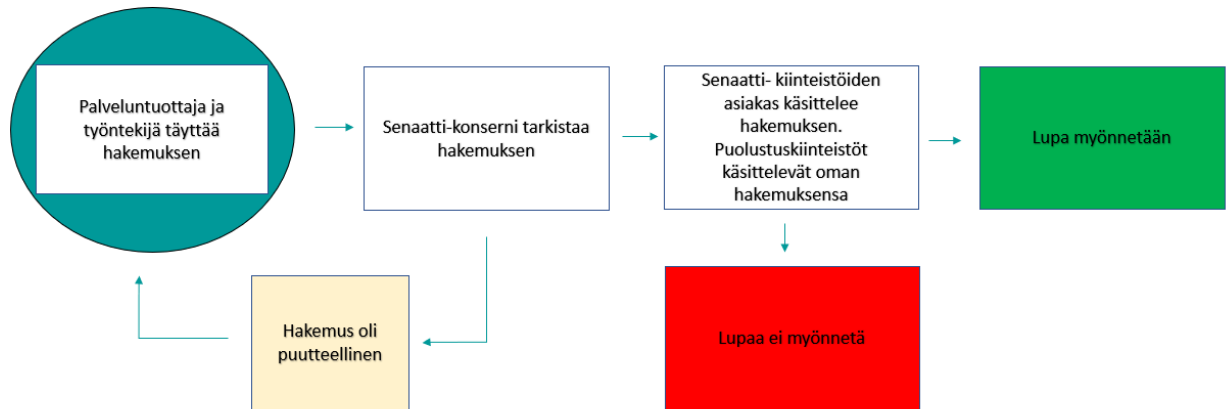 Palveluntuottaja ja
työntekijä täyttää
hakemuksen
Senaatti-konserni tarkistaa
hakemuksen
Senaatti- kiinteistöiden
asiakas käsittelee
hakemuksen.
Puolustuskiinteistöt
käsittelevät oman
hakemuksensa
Lupa myönnetään
Hakemus oli
puutteellinen
Lupaa ei myönnetä